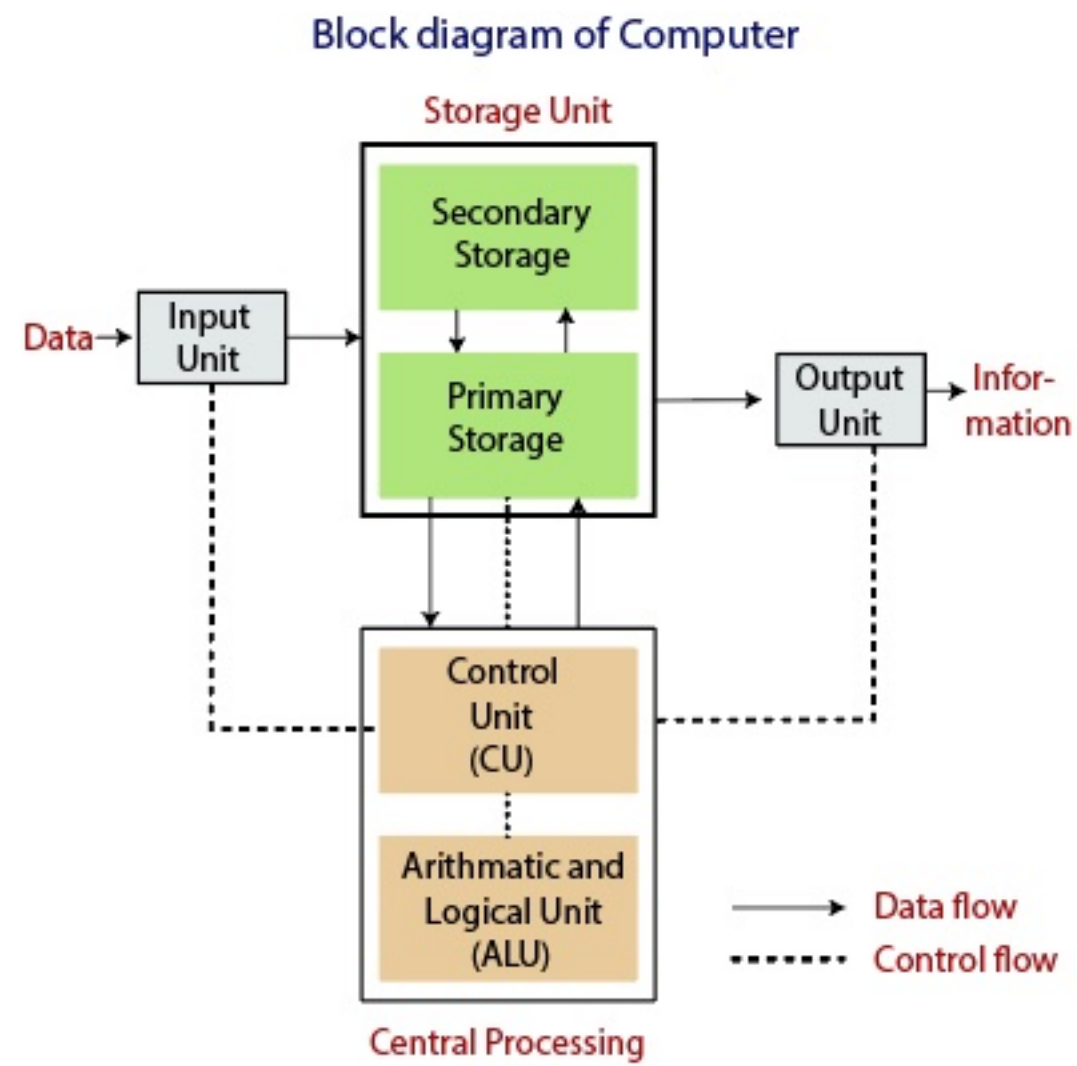 Block diagram of Computer
Storage Unit
Secondary
Storage
Data
Input
Unit
Primary
Storage
Output
Unit
Infor-
mation
Control
Unit
(CU)
Arithmatic and
Logical Unit
(ALU)
Data flow
Control flow
Central Processing